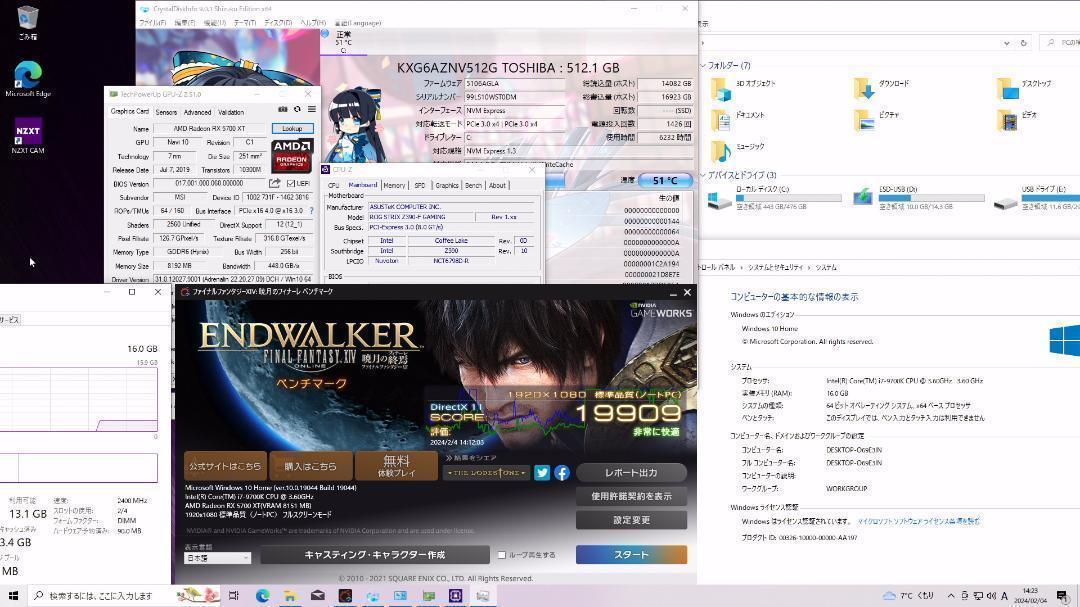 ごみ箱
Microsoft Edge
NZXT
NZXT CAM
CrystalDiskInfo 9.0.1 Shizuku Edition x64
ファイル(F) 編集(E) 機能(U) テーマ(T) ディスク(D) ヘルプ(H) 言語(Language)
正常
51 °C
C:
KXG6AZNV512G TOSHIBA : 512.1 GB
ファームウェア 5106AGLA
シリアルナンバー 99LS10WST0DM
インターフェース NVM Express
対応転送モード PCIe 3.0 x4 | PCIe 3.0 x4
ドライブレター C:
対応規格 NVM Express 1.3
総読込量 (ホスト) 14082 GB
総書込量 (ホスト) 16923 GB
回転数 ---- (SSD)
電源投入回数 1426 回
使用時間 6232 時間
温度 51 °C
生の値
00000000000000
00000000000144
00000000000064
0000000000000A
00000000000000
000000001C2A194
000000021D8E7E
TechPowerUp GPU-Z 2.51.0
Graphics Card Sensors Advanced Validation
Name AMD Radeon RX 5700 XT Lookup
GPU Navi 10 Revision C1
Technology 7 nm Die Size 251 mm²
Release Date Jul 7, 2019 Transistors 10300M
BIOS Version 017.001.000.068.000000 UEFI
Subvendor MSI Device ID 1002 731F - 1462 3816
ROPs/TMUs 64 / 160 Bus Interface PCIe x16 4.0 @ x16 3.0 ?
Shaders 2560 Unified DirectX Support 12 (12_1)
Pixel Fillrate 126.7 GPixel/s Texture Fillrate 316.8 GTexel/s
Memory Type GDDR6 (Hynix) Bus Width 256 bit
Memory Size 8192 MB Bandwidth 448.0 GB/s
Driver Version 31.0.12027.9001 (Adrenalin 22.20.27.09) DCH / Win10 64
AMD
RADEON
GRAPHICS
CPU-Z
CPU Mainboard Memory SPD Graphics Bench About
Motherboard
Manufacturer ASUSTeK COMPUTER INC.
Model ROG STRIX Z390-F GAMING Rev 1.xx
Bus Specs. PCI-Express 3.0 (8.0 GT/s)
Chipset Intel Coffee Lake Rev. 0D
Southbridge Intel Z390 Rev. 10
LPCIO Nuvoton NCT6798D-R
BIOS
フォルダー (7)
3D オブジェクト
ダウンロード
デスクトップ
ドキュメント
ピクチャ
ビデオ
ミュージック
デバイスとドライブ (3)
ローカル ディスク (C:)
空き領域 443 GB/476 GB
ESD-USB (D:)
USB ドライブ (E:)
空き領域 11.6 GB
システムとセキュリティ › システム
コンピューターの基本的な情報の表示
Windows のエディション
Windows 10 Home
© Microsoft Corporation. All rights reserved.
システム
プロセッサ: Intel(R) Core(TM) i7-9700K CPU @ 3.60GHz 3.60 GHz
実装メモリ (RAM): 16.0 GB
システムの種類: 64 ビット オペレーティング システム、x64 ベース プロセッサ
ペンとタッチ: このディスプレイでは、ペン入力とタッチ入力は利用できません
コンピューター名、ドメインおよびワークグループの設定
コンピューター名: DESKTOP-O69E3IN
フル コンピューター名: DESKTOP-O69E3IN
コンピューターの説明:
ワークグループ: WORKGROUP
Windows ライセンス認証
Windows はライセンス認証されています。 マイクロソフト ソフトウェア ライセンス条項を読む
プロダクト ID: 00326-10000-00000-AA197
16.0 GB
15.9 GB
0
利用可能
13.1 GB
3.4 GB
MB
速度: 2400 MHz
スロットの使用: 2/4
フォーム ファクター: DIMM
ハードウェア予約済み: 90.0 MB
ファイナルファンタジーXIV: 暁月のフィナーレ ベンチマーク
NVIDIA
GAMEWORKS
ENDWALKER
FINAL FANTASY XIV
ONLINE
暁月の終焉
ベンチマーク
1920×1080 標準品質(ノートPC)
DirectX 11
SCORE 19909
評価 非常に快適
2024/2/4 14:12:03
結果をシェア
公式サイトはこちら
ご購入はこちら
無料
体験プレイ
THE LODESTONE
レポート出力
使用許諾契約を表示
設定変更
Microsoft Windows 10 Home (ver.10.0.19044 Build 19044)
Intel(R) Core(TM) i7-9700K CPU @ 3.60GHz
AMD Radeon RX 5700 XT(VRAM 8151 MB)
1920x1080 標準品質（ノートPC） フルスクリーンモード
NVIDIA® and NVIDIA GameWorks™ are trademarks of NVIDIA Corporation and are used under license.
表示言語
日本語
キャスティング・キャラクター作成
ループ再生する
スタート
© 2010 - 2021 SQUARE ENIX CO., LTD. All Rights Reserved.
検索するには、ここに入力します
7°C くもり
A
14:23
2024/02/04